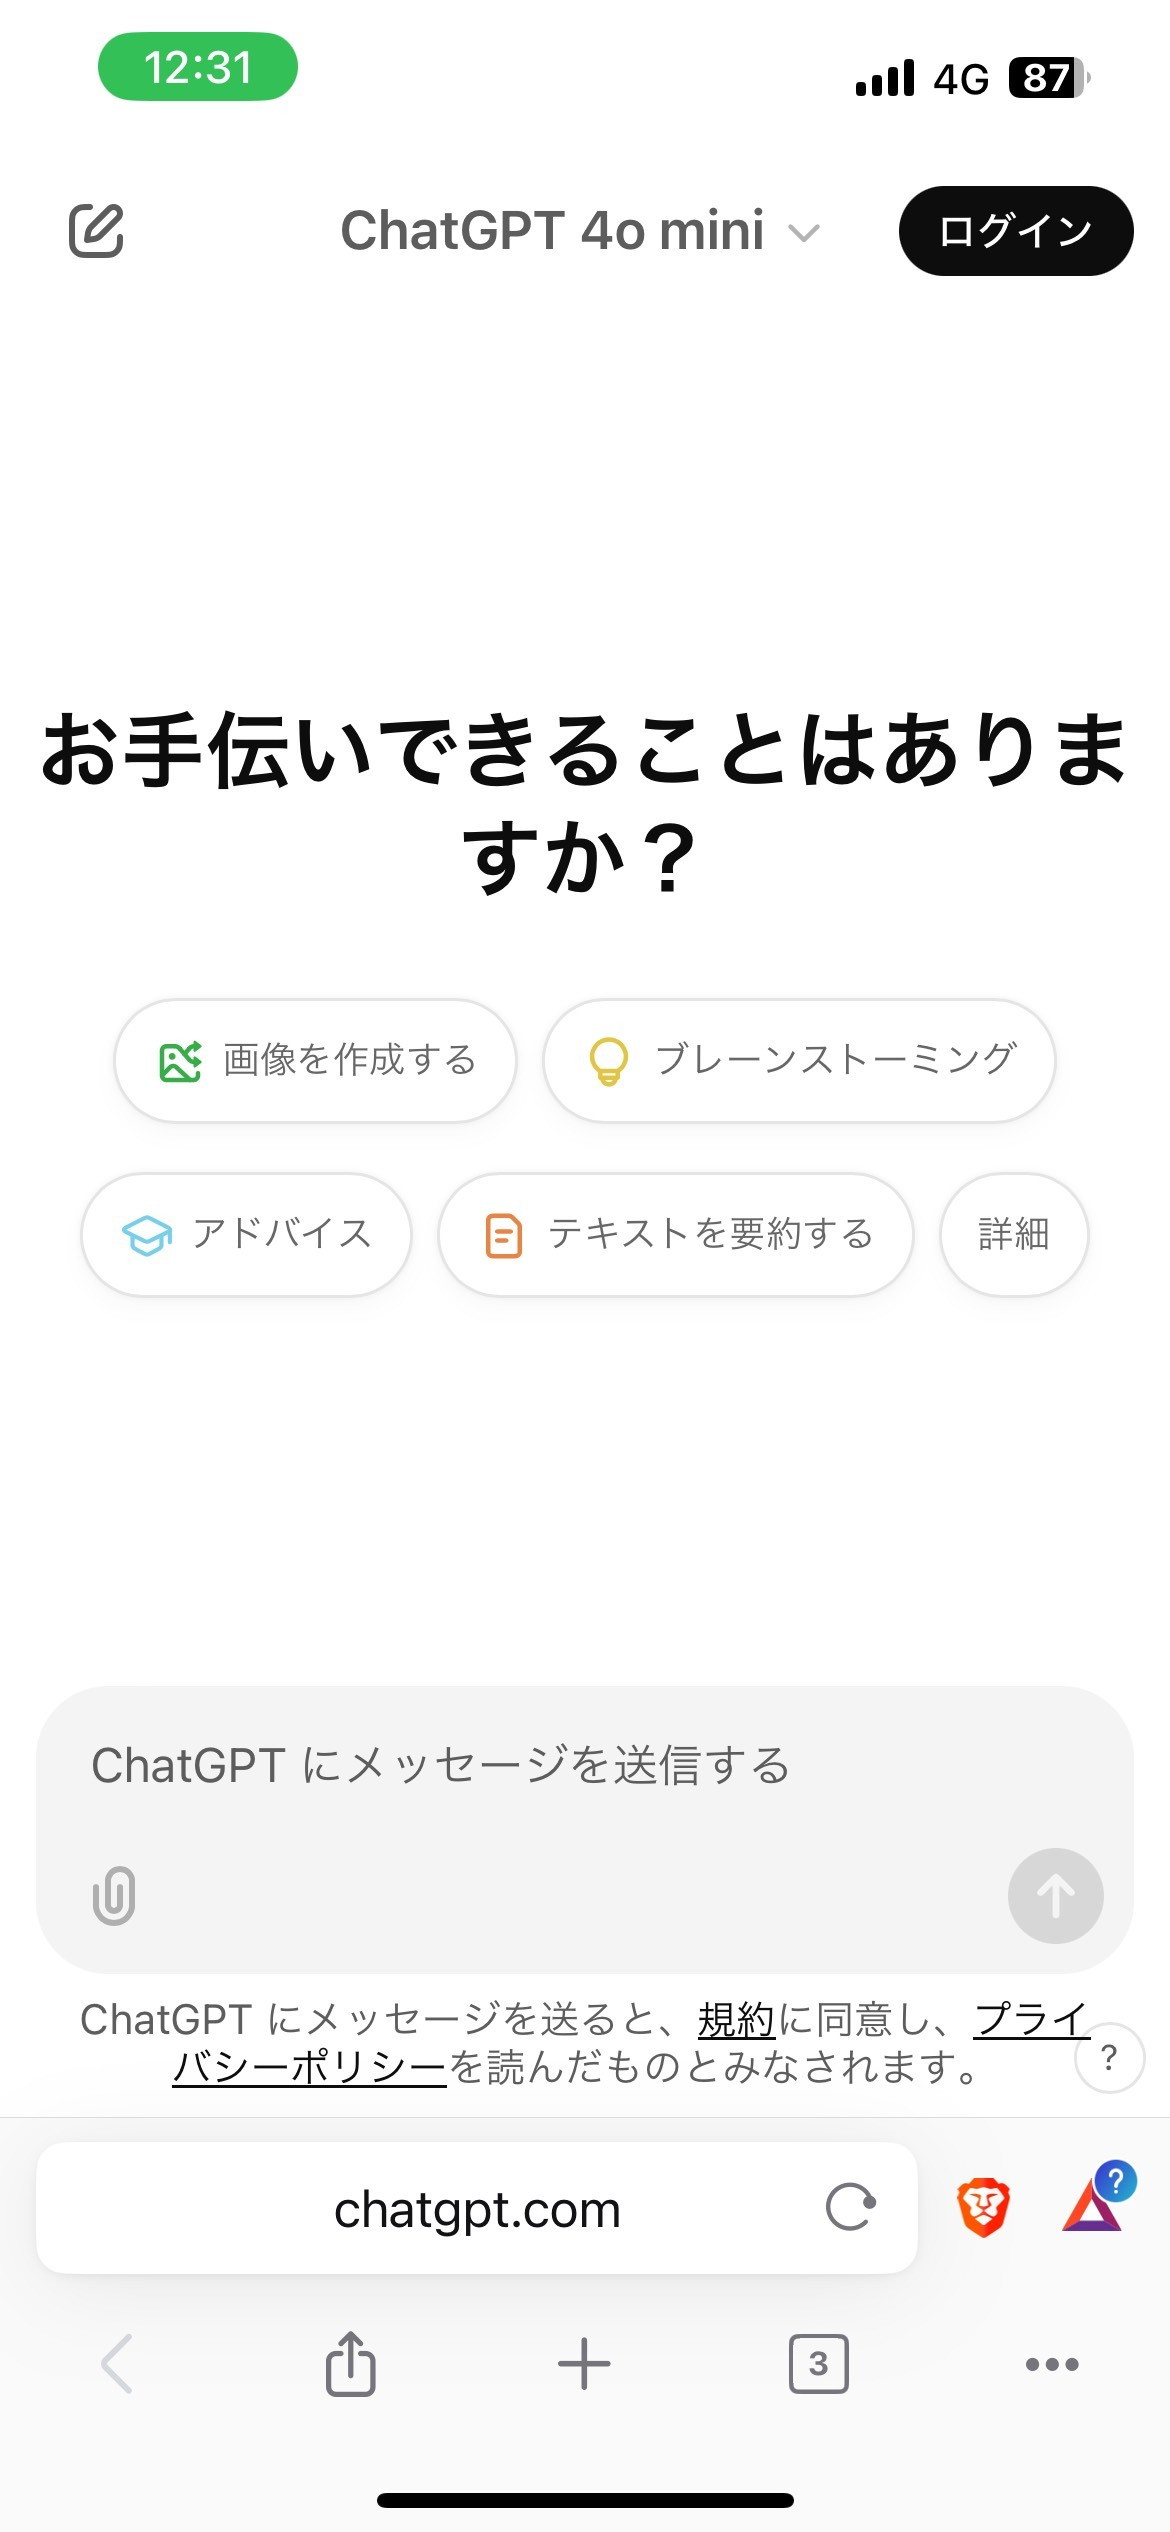 12:31
4G 87
ChatGPT 4o mini
ログイン
お手伝いできることはありま
すか？
画像を作成する
ブレーンストーミング
アドバイス
テキストを要約する
詳細
ChatGPT にメッセージを送信する
ChatGPT にメッセージを送ると、規約に同意し、プライ
バシーポリシーを読んだものとみなされます。
?
chatgpt.com
?
3